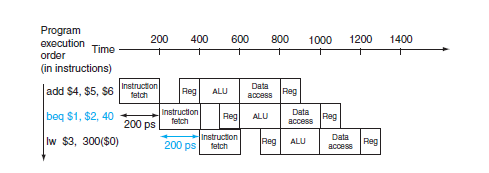 Program
execution
order
(in instructions)
Time
200 400 600 800 1000 1200 1400
add $4, $5, $6
Instruction
fetch
Reg
ALU
Data
access
Reg
beq $1, $2, 40
200 ps
Instruction
fetch
Reg
ALU
Data
access
Reg
lw $3, 300($0)
200 ps
Instruction
fetch
Reg
ALU
Data
access
Reg